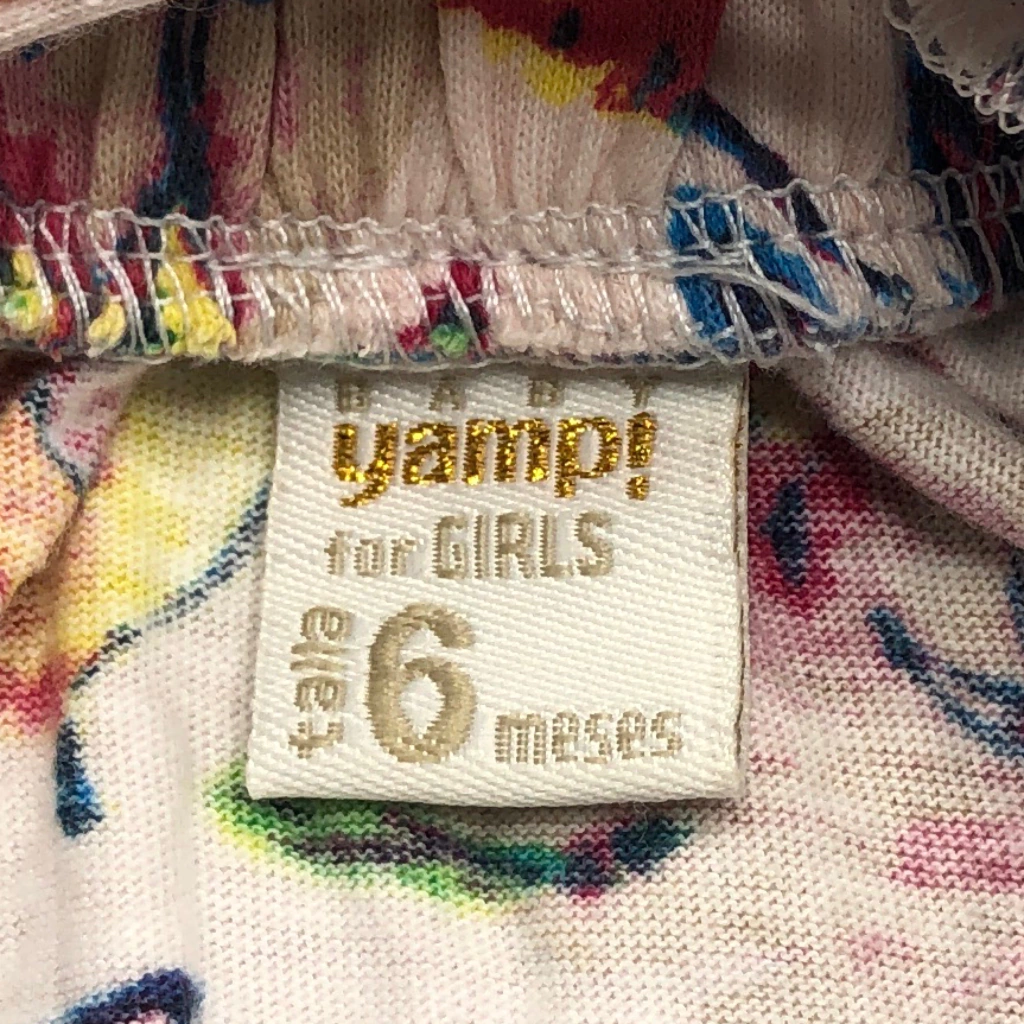 BABY
yamp!
for GIRLS
talle 6 meses